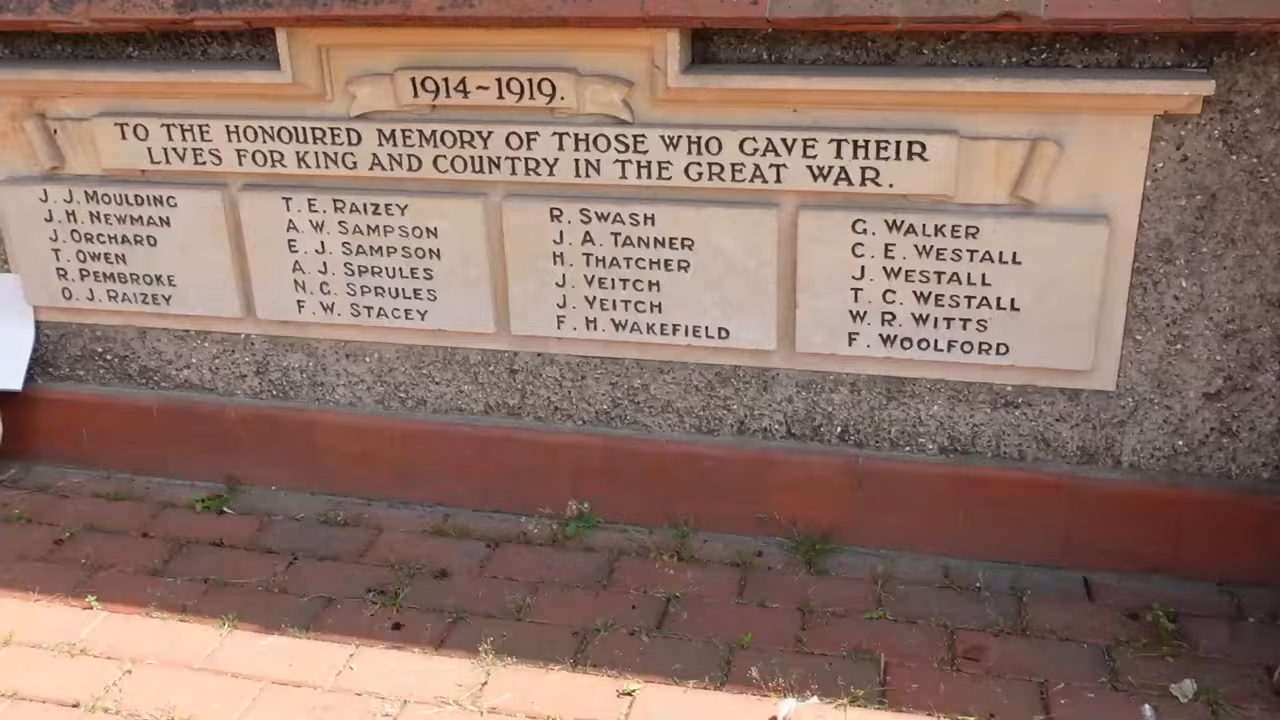 1914~1919.
TO THE HONOURED MEMORY OF THOSE WHO GAVE THEIR
LIVES FOR KING AND COUNTRY IN THE GREAT WAR.
J. J. MOULDING
J. H. NEWMAN
J. ORCHARD
T. OWEN
R. PEMBROKE
O. J. RAIZEY
T. E. RAIZEY
A. W. SAMPSON
E. J. SAMPSON
A. J. SPRULES
N. G. SPRULES
F. W. STACEY
R. SWASH
J. A. TANNER
H. THATCHER
J. VEITCH
J. VEITCH
F. H. WAKEFIELD
G. WALKER
C. E. WESTALL
J. WESTALL
T. C. WESTALL
W. R. WITTS
F. WOOLFORD